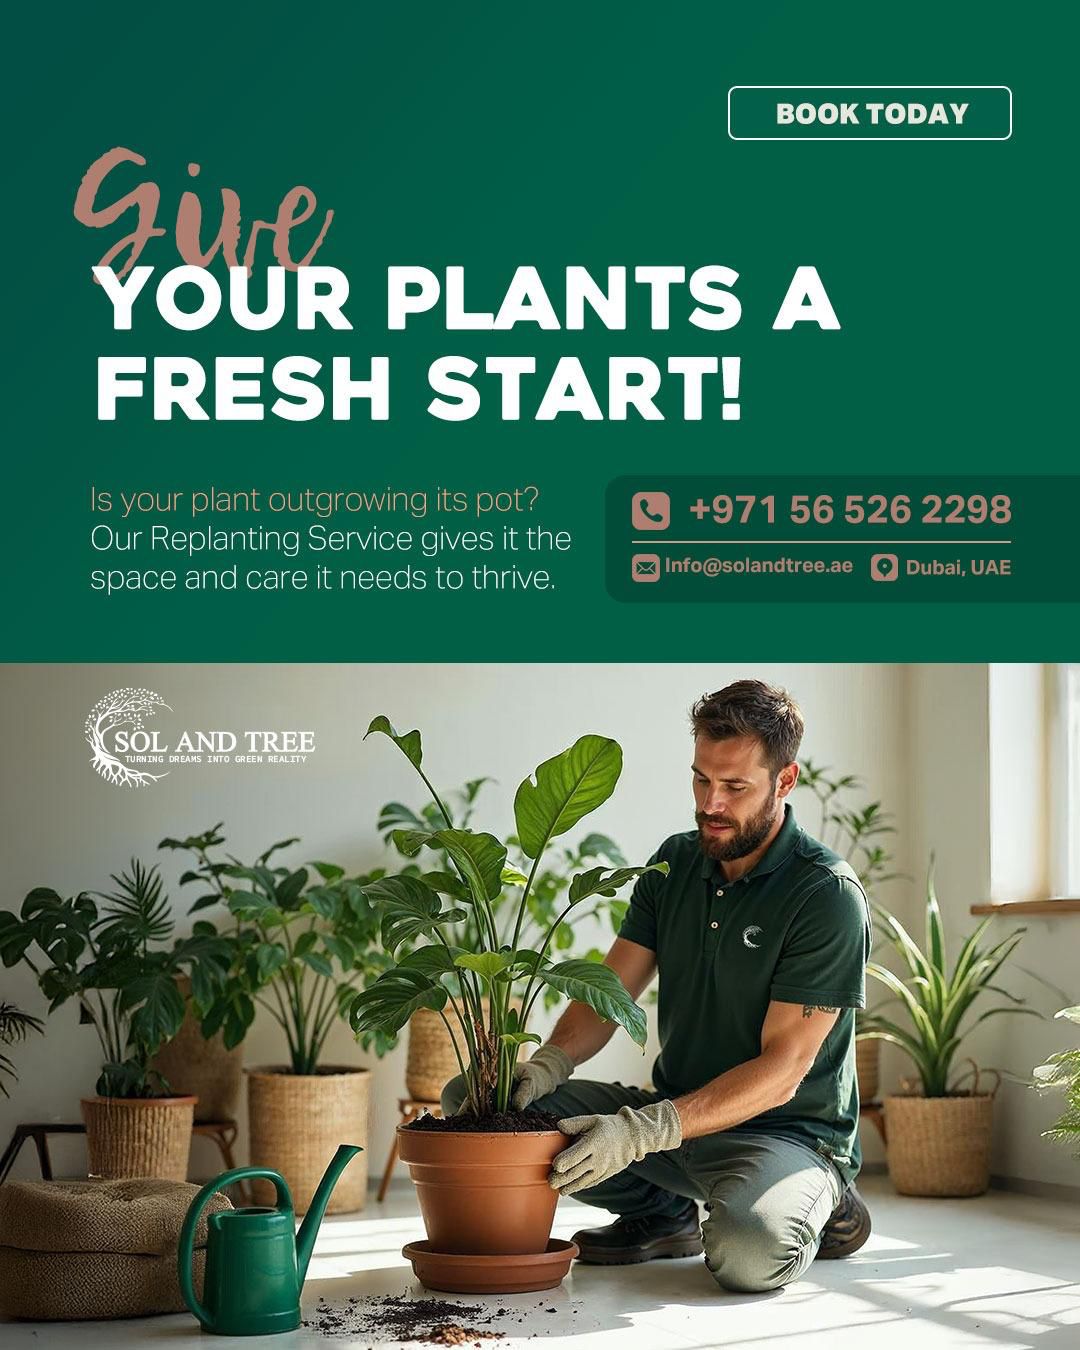 BOOK TODAY
Give
YOUR PLANTS A
FRESH START!
Is your plant outgrowing its pot?
Our Replanting Service gives it the
space and care it needs to thrive.
+971 56 526 2298
Info@solandtree.ae
Dubai, UAE
SOL AND TREE
TURNING DREAMS INTO GREEN REALITY